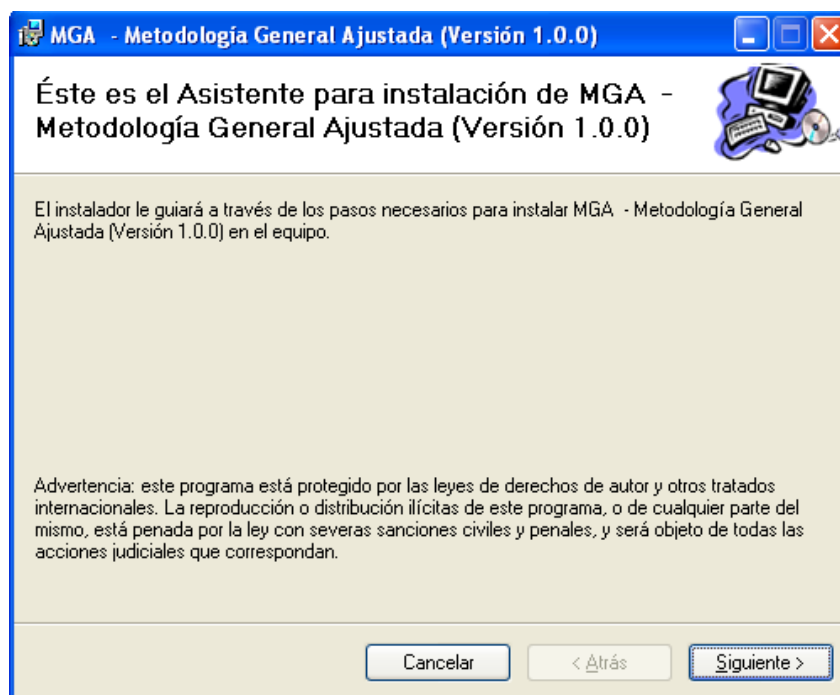 MGA - Metodología General Ajustada (Versión 1.0.0)
Éste es el Asistente para instalación de MGA -
Metodología General Ajustada (Versión 1.0.0)
El instalador le guiará a través de los pasos necesarios para instalar MGA - Metodología General
Ajustada (Versión 1.0.0) en el equipo.
Advertencia: este programa está protegido por las leyes de derechos de autor y otros tratados
internacionales. La reproducción o distribución ilícitas de este programa, o de cualquier parte del
mismo, está penada por la ley con severas sanciones civiles y penales, y será objeto de todas las
acciones judiciales que correspondan.
Cancelar
< Atrás
Siguiente >